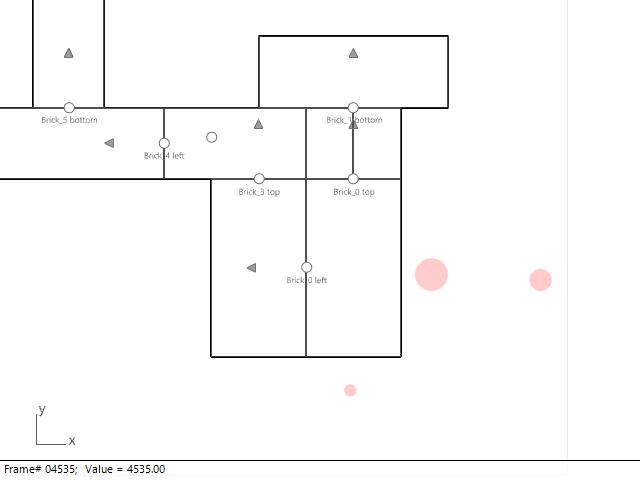 Brick_5 bottom
Brick_1 bottom
Brick_4 left
Brick_3 top
Brick_0 top
Brick_0 left
y
x
Frame# 04535; Value = 4535.00